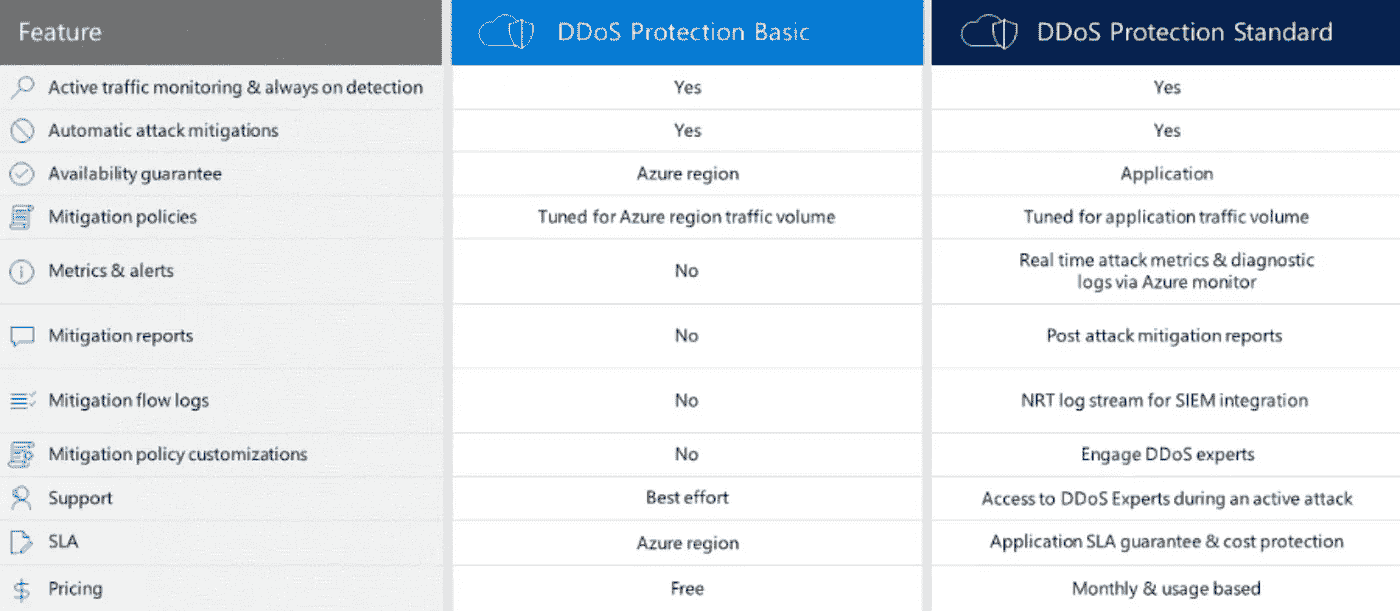 Feature
DDoS Protection Basic
DDoS Protection Standard
Active traffic monitoring & always on detection
Yes
Yes
Automatic attack mitigations
Yes
Yes
Availability guarantee
Azure region
Application
Mitigation policies
Tuned for Azure region traffic volume
Tuned for application traffic volume
Metrics & alerts
No
Real time attack metrics & diagnostic
logs via Azure monitor
Mitigation reports
No
Post attack mitigation reports
Mitigation flow logs
No
NRT log stream for SIEM integration
Mitigation policy customizations
No
Engage DDoS experts
Support
Best effort
Access to DDoS Experts during an active attack
SLA
Azure region
Application SLA guarantee & cost protection
Pricing
Free
Monthly & usage based